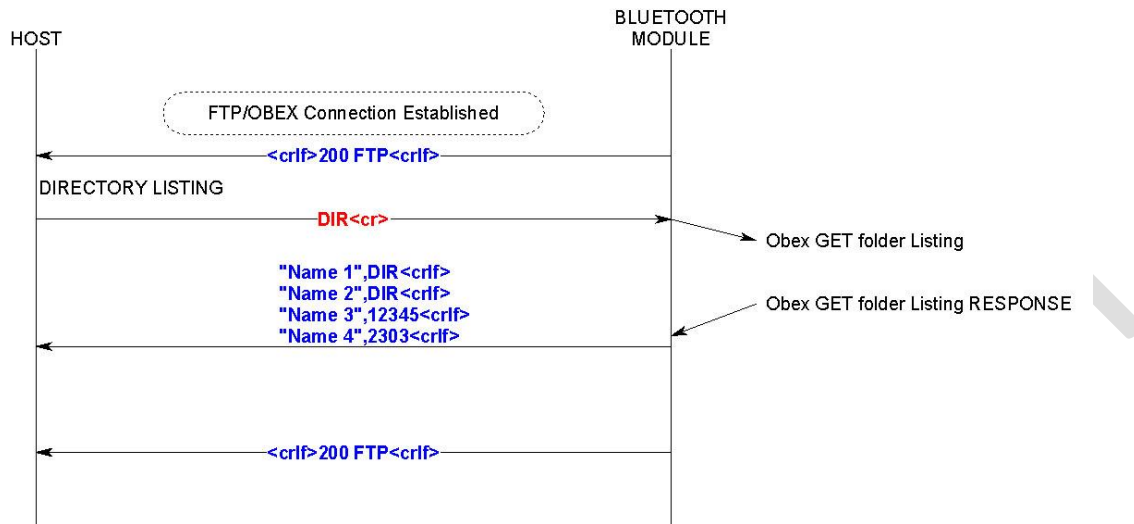 BLUETOOTH
HOST MODULE
FTP/OBEX Connection Established
<crlf>200 FTP<crlf>
DIRECTORY LISTING
DIR<cr>
Obex GET folder Listing
"Name 1",DIR<crlf>
"Name 2",DIR<crlf>
"Name 3",12345<crlf>
Obex GET folder Listing RESPONSE
"Name 4",2303<crlf>
<crlf>200 FTP<crlf>